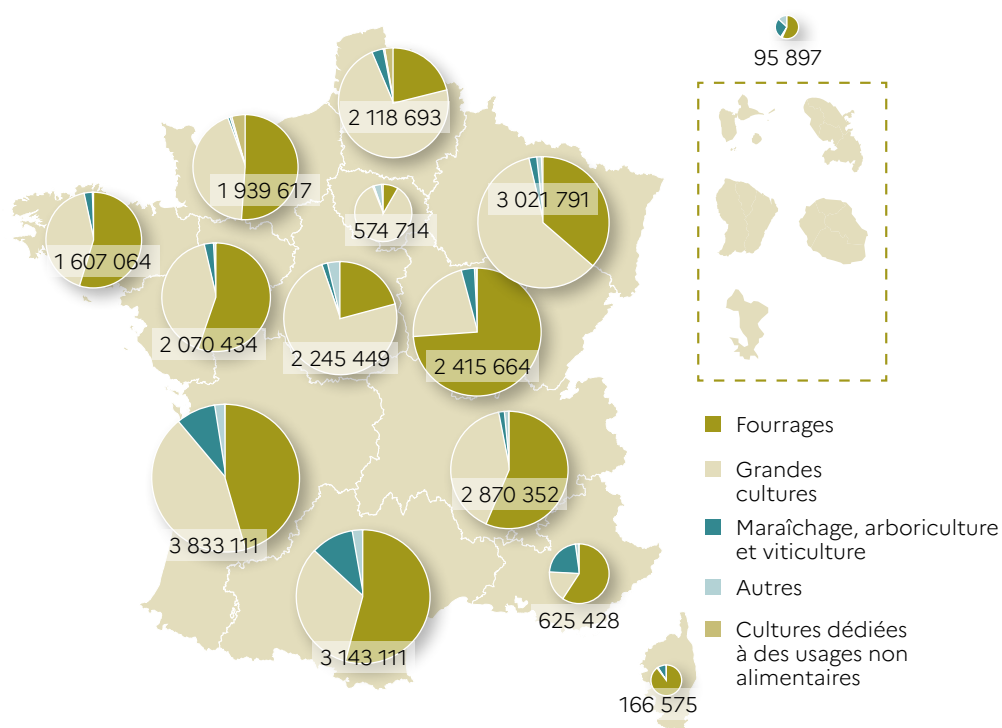 95 897
2 118 693
1 939 617
3 021 791
574 714
1 607 064
2 070 434
2 245 449
2 415 664
2 870 352
3 833 111
3 143 111
625 428
166 575
Fourrages
Grandes
cultures
Maraîchage, arboriculture
et viticulture
Autres
Cultures dédiées
à des usages non
alimentaires